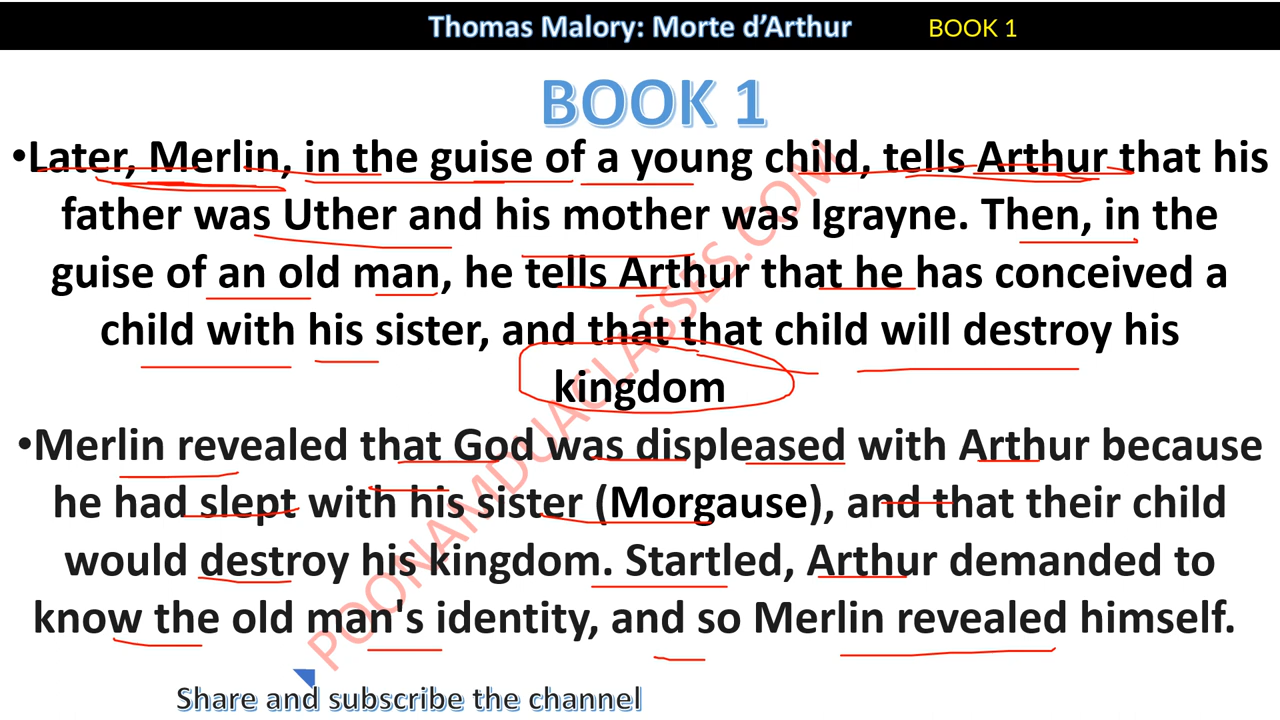 Thomas Malory: Morte d’Arthur BOOK 1
BOOK 1
•Later, Merlin, in the guise of a young child, tells Arthur that his
father was Uther and his mother was Igrayne. Then, in the
guise of an old man, he tells Arthur that he has conceived a
child with his sister, and that that child will destroy his
kingdom
•Merlin revealed that God was displeased with Arthur because
he had slept with his sister (Morgause), and that their child
would destroy his kingdom. Startled, Arthur demanded to
know the old man's identity, and so Merlin revealed himself.
POONAMDUACLASSES.COM
Share and subscribe the channel